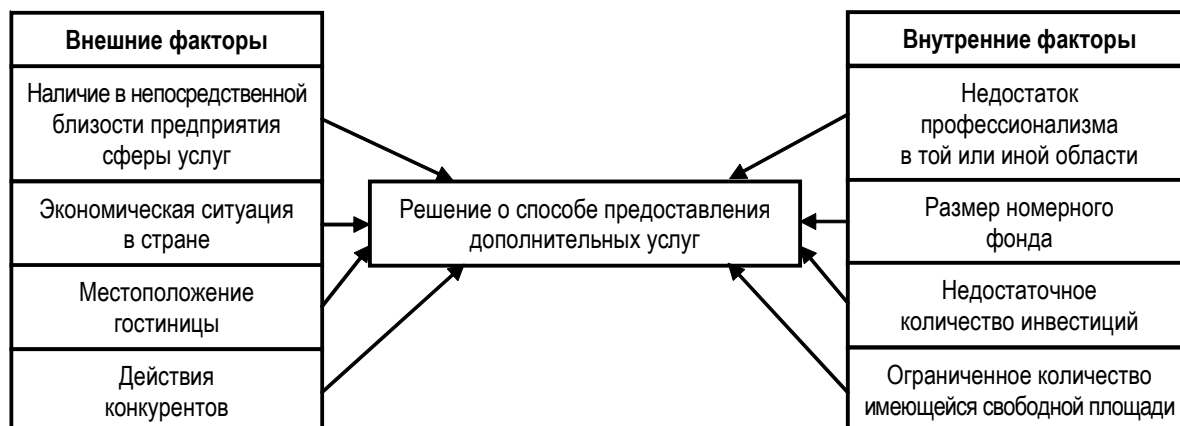 Внешние факторы
Наличие в непосредственной
близости предприятия
сферы услуг
Экономическая ситуация
в стране
Местоположение
гостиницы
Действия
конкурентов
Решение о способе предоставления
дополнительных услуг
Внутренние факторы
Недостаток
профессионализма
в той или иной области
Размер номерного
фонда
Недостаточное
количество инвестиций
Ограниченное количество
имеющейся свободной площади